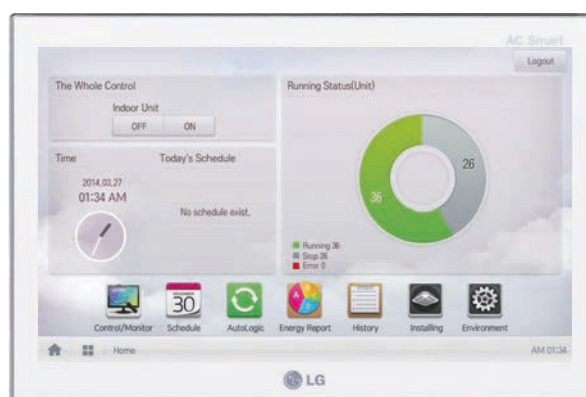 AC Smart
Logout
The Whole Control
Indoor Unit
OFF ON
Running Status(Unit)
26
36
Running 36
Stop 26
Error 0
Time
2014.03.27
01:34 AM
Today's Schedule
No schedule exist.
NOVEMBER
30
A
Control/Monitor Schedule AutoLogic Energy Report History Installing Environment
Home
AM 01:34
LG